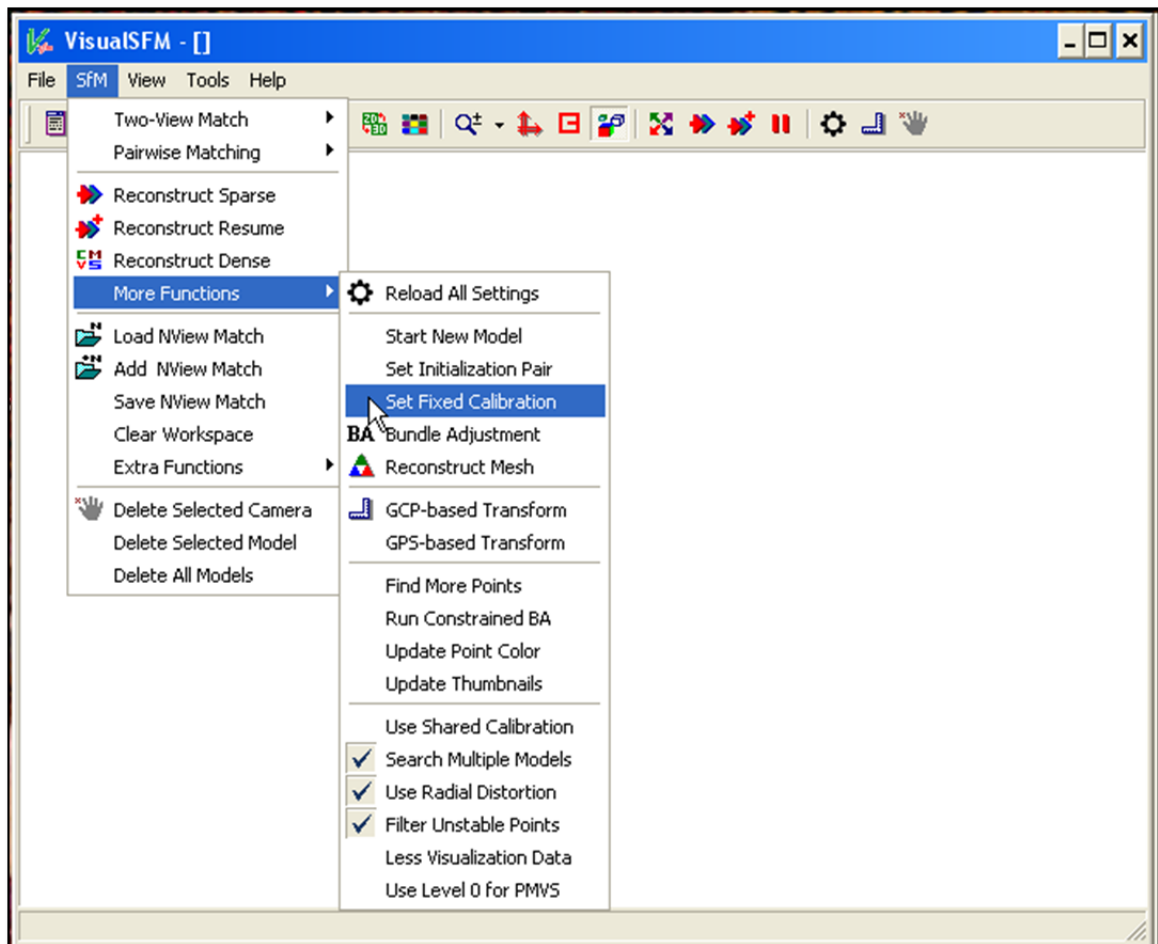 VisualSFM - []
File SfM View Tools Help
Two-View Match
Pairwise Matching
Reconstruct Sparse
Reconstruct Resume
CMVS Reconstruct Dense
More Functions
N Load NView Match
+N Add NView Match
Save NView Match
Clear Workspace
Extra Functions
Delete Selected Camera
Delete Selected Model
Delete All Models
2D 3D
Reload All Settings
Start New Model
Set Initialization Pair
Set Fixed Calibration
BA Bundle Adjustment
Reconstruct Mesh
GCP-based Transform
GPS-based Transform
Find More Points
Run Constrained BA
Update Point Color
Update Thumbnails
Use Shared Calibration
Search Multiple Models
Use Radial Distortion
Filter Unstable Points
Less Visualization Data
Use Level 0 for PMVS